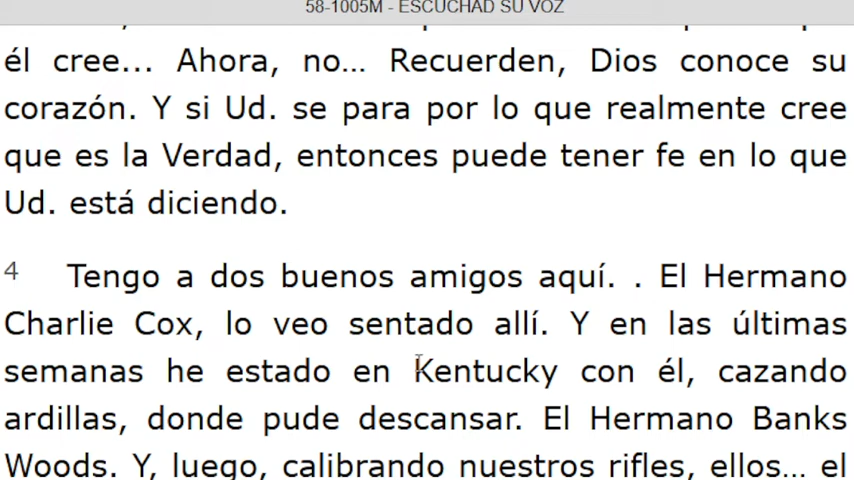 58-1005M - ESCUCHAD SU VOZ
él cree... Ahora, no... Recuerden, Dios conoce su
corazón. Y si Ud. se para por lo que realmente cree
que es la Verdad, entonces puede tener fe en lo que
Ud. está diciendo.
4 Tengo a dos buenos amigos aquí. . El Hermano
Charlie Cox, lo veo sentado allí. Y en las últimas
semanas he estado en Kentucky con él, cazando
ardillas, donde pude descansar. El Hermano Banks
Woods. Y, luego, calibrando nuestros rifles, ellos... el